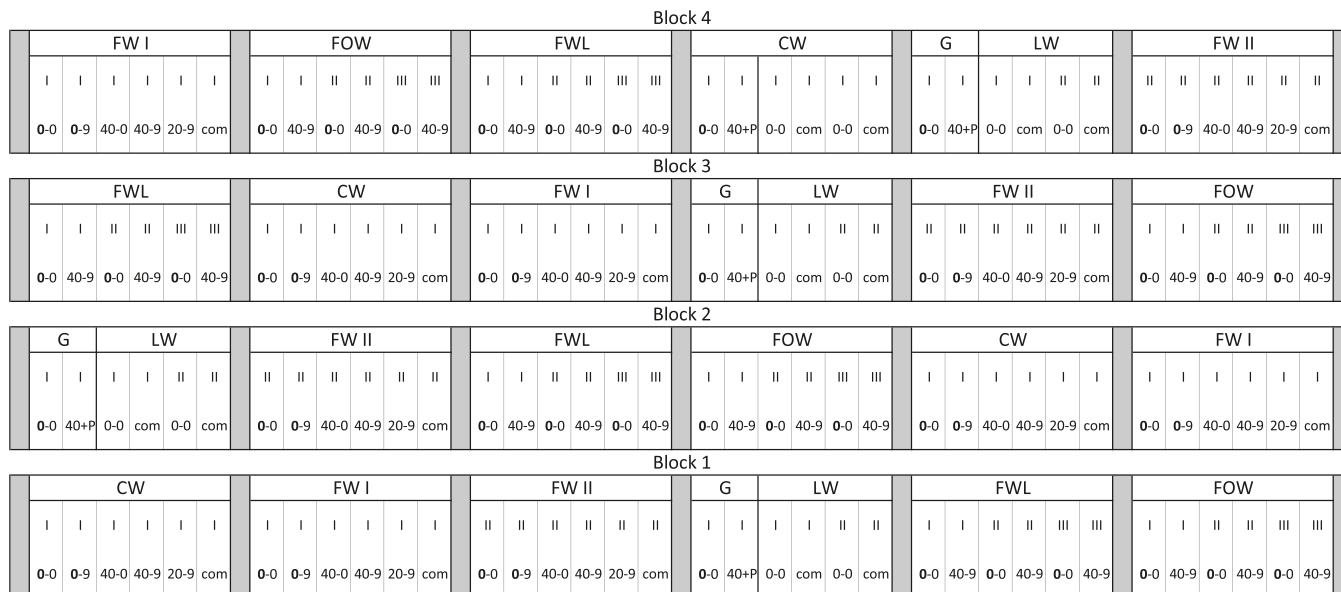 Block 4
FW I FOW FWL CW G LW FW II
I I I I I I I I II II III III I I II II III III I I I I I I I I I I II II II II II II II II
0-0 0-9 40-0 40-9 20-9 com 0-0 40-9 0-0 40-9 0-0 40-9 0-0 40-9 0-0 40-9 0-0 40-9 0-0 40+P 0-0 com 0-0 com 0-0 40+P 0-0 com 0-0 com 0-0 0-9 40-0 40-9 20-9 com
Block 3
FWL CW FW I G LW FW II FOW
I I II II III III I I I I I I I I I I I I I I I I II II II II II II II II I I II II III III
0-0 40-9 0-0 40-9 0-0 40-9 0-0 0-9 40-0 40-9 20-9 com 0-0 0-9 40-0 40-9 20-9 com 0-0 40+P 0-0 com 0-0 com 0-0 0-9 40-0 40-9 20-9 com 0-0 40-9 0-0 40-9 0-0 40-9
Block 2
G LW FW II FWL FOW CW FW I
I I I I II II II II II II II II I I II II III III I I II II III III I I I I I I I I I I I I
0-0 40+P 0-0 com 0-0 com 0-0 0-9 40-0 40-9 20-9 com 0-0 40-9 0-0 40-9 0-0 40-9 0-0 40-9 0-0 40-9 0-0 40-9 0-0 0-9 40-0 40-9 20-9 com 0-0 0-9 40-0 40-9 20-9 com
Block 1
CW FW I FW II G LW FWL FOW
I I I I I I I I I I I I II II II II II II I I I I II II I I II II III III I I II II III III
0-0 0-9 40-0 40-9 20-9 com 0-0 0-9 40-0 40-9 20-9 com 0-0 0-9 40-0 40-9 20-9 com 0-0 40+P 0-0 com 0-0 com 0-0 40-9 0-0 40-9 0-0 40-9 0-0 40-9 0-0 40-9 0-0 40-9